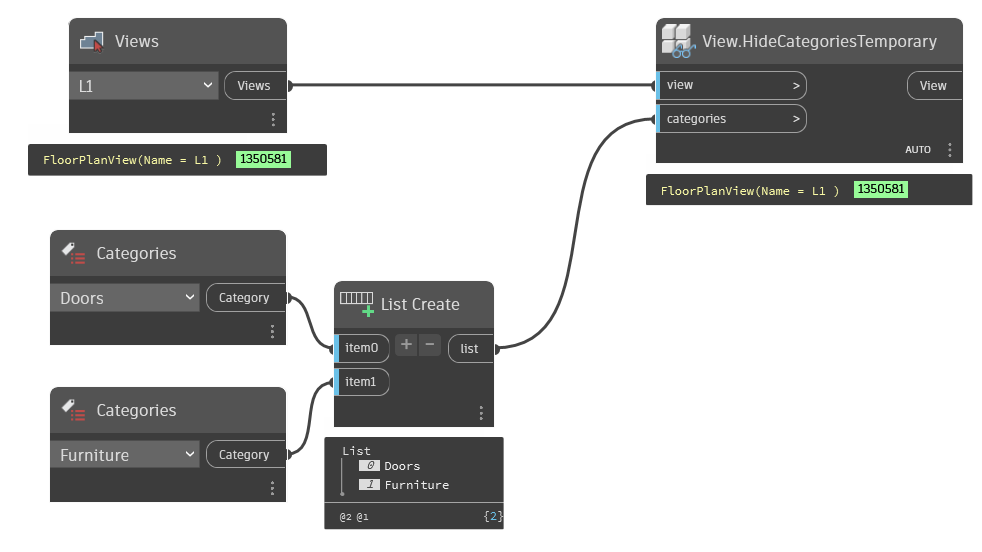 Views
L1
Views
FloorPlanView(Name = L1 ) 1350581
View.HideCategoriesTemporary
view >
View
categories >
AUTO
FloorPlanView(Name = L1 ) 1350581
Categories
Doors
Category
Categories
Furniture
Category
List Create
item0
+ -
list
item1
List
0 Doors
1 Furniture
@2 @1
{2}